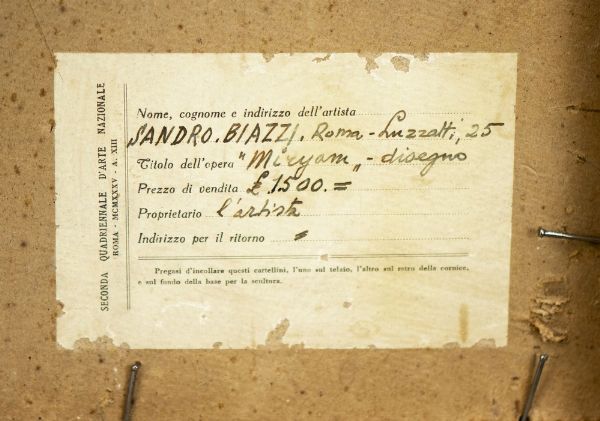 SECONDA QUADRIENNALE D'ARTE NAZIONALE
ROMA - MCMXXXV - A. XIII
Nome, cognome e indirizzo dell'artista
SANDRO. BIAZZI. Roma - Luzzatti, 25
Titolo dell'opera "Miryam„ - disegno
Prezzo di vendita £ 1500. =
Proprietario l'artista
Indirizzo per il ritorno =
Pregasi d'incollare questi cartellini, l'uno sul telaio, l'altro sul retro della cornice,
e sul fondo della base per la scultura.